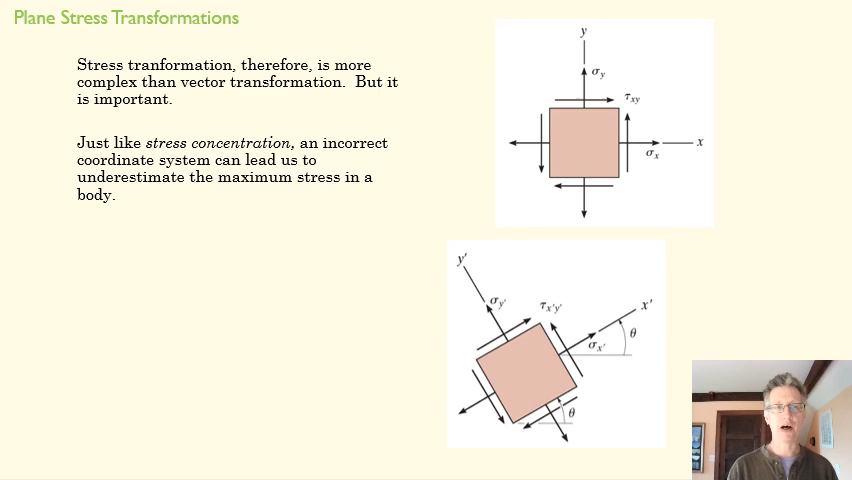 Plane Stress Transformations
Stress tranformation, therefore, is more
complex than vector transformation. But it
is important.
Just like stress concentration, an incorrect
coordinate system can lead us to
underestimate the maximum stress in a
body.
y
σy
τxy
x
σx
y'
σy'
τx'y'
x'
θ
σx'
θ